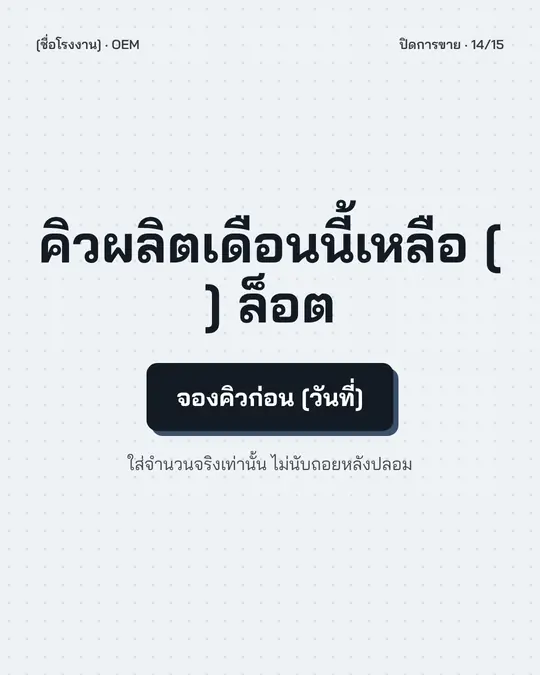 (ชื่อโรงงาน) · OEM
ปิดการขาย · 14/15
คิวผลิตเดือนนี้เหลือ (
) ล็อต
จองคิวก่อน (วันที่)
ใส่จำนวนจริงเท่านั้น ไม่นับถอยหลังปลอม